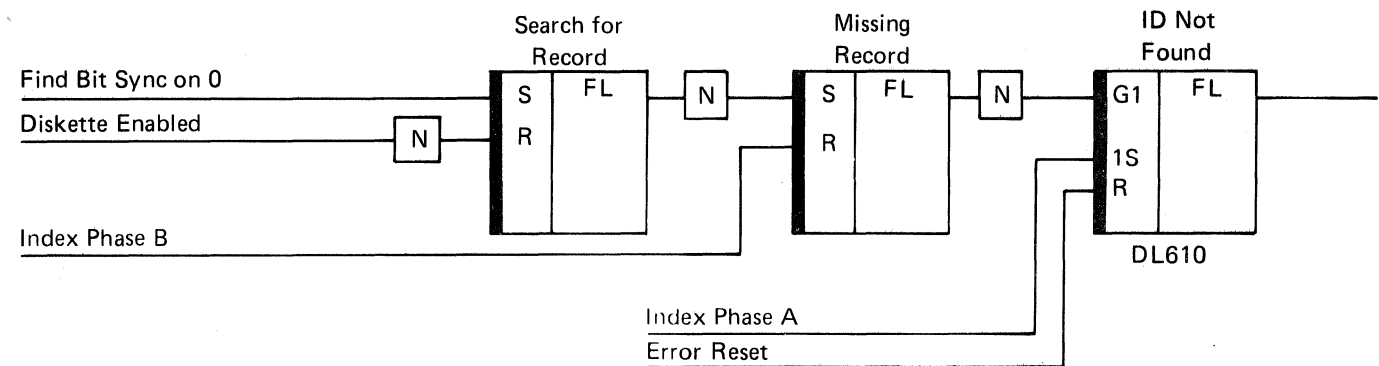 Search for
Record
Missing
Record
ID Not
Found
Find Bit Sync on 0
Diskette Enabled
N
S
R
FL
N
S
R
FL
N
G1
1S
R
FL
Index Phase B
DL610
Index Phase A
Error Reset